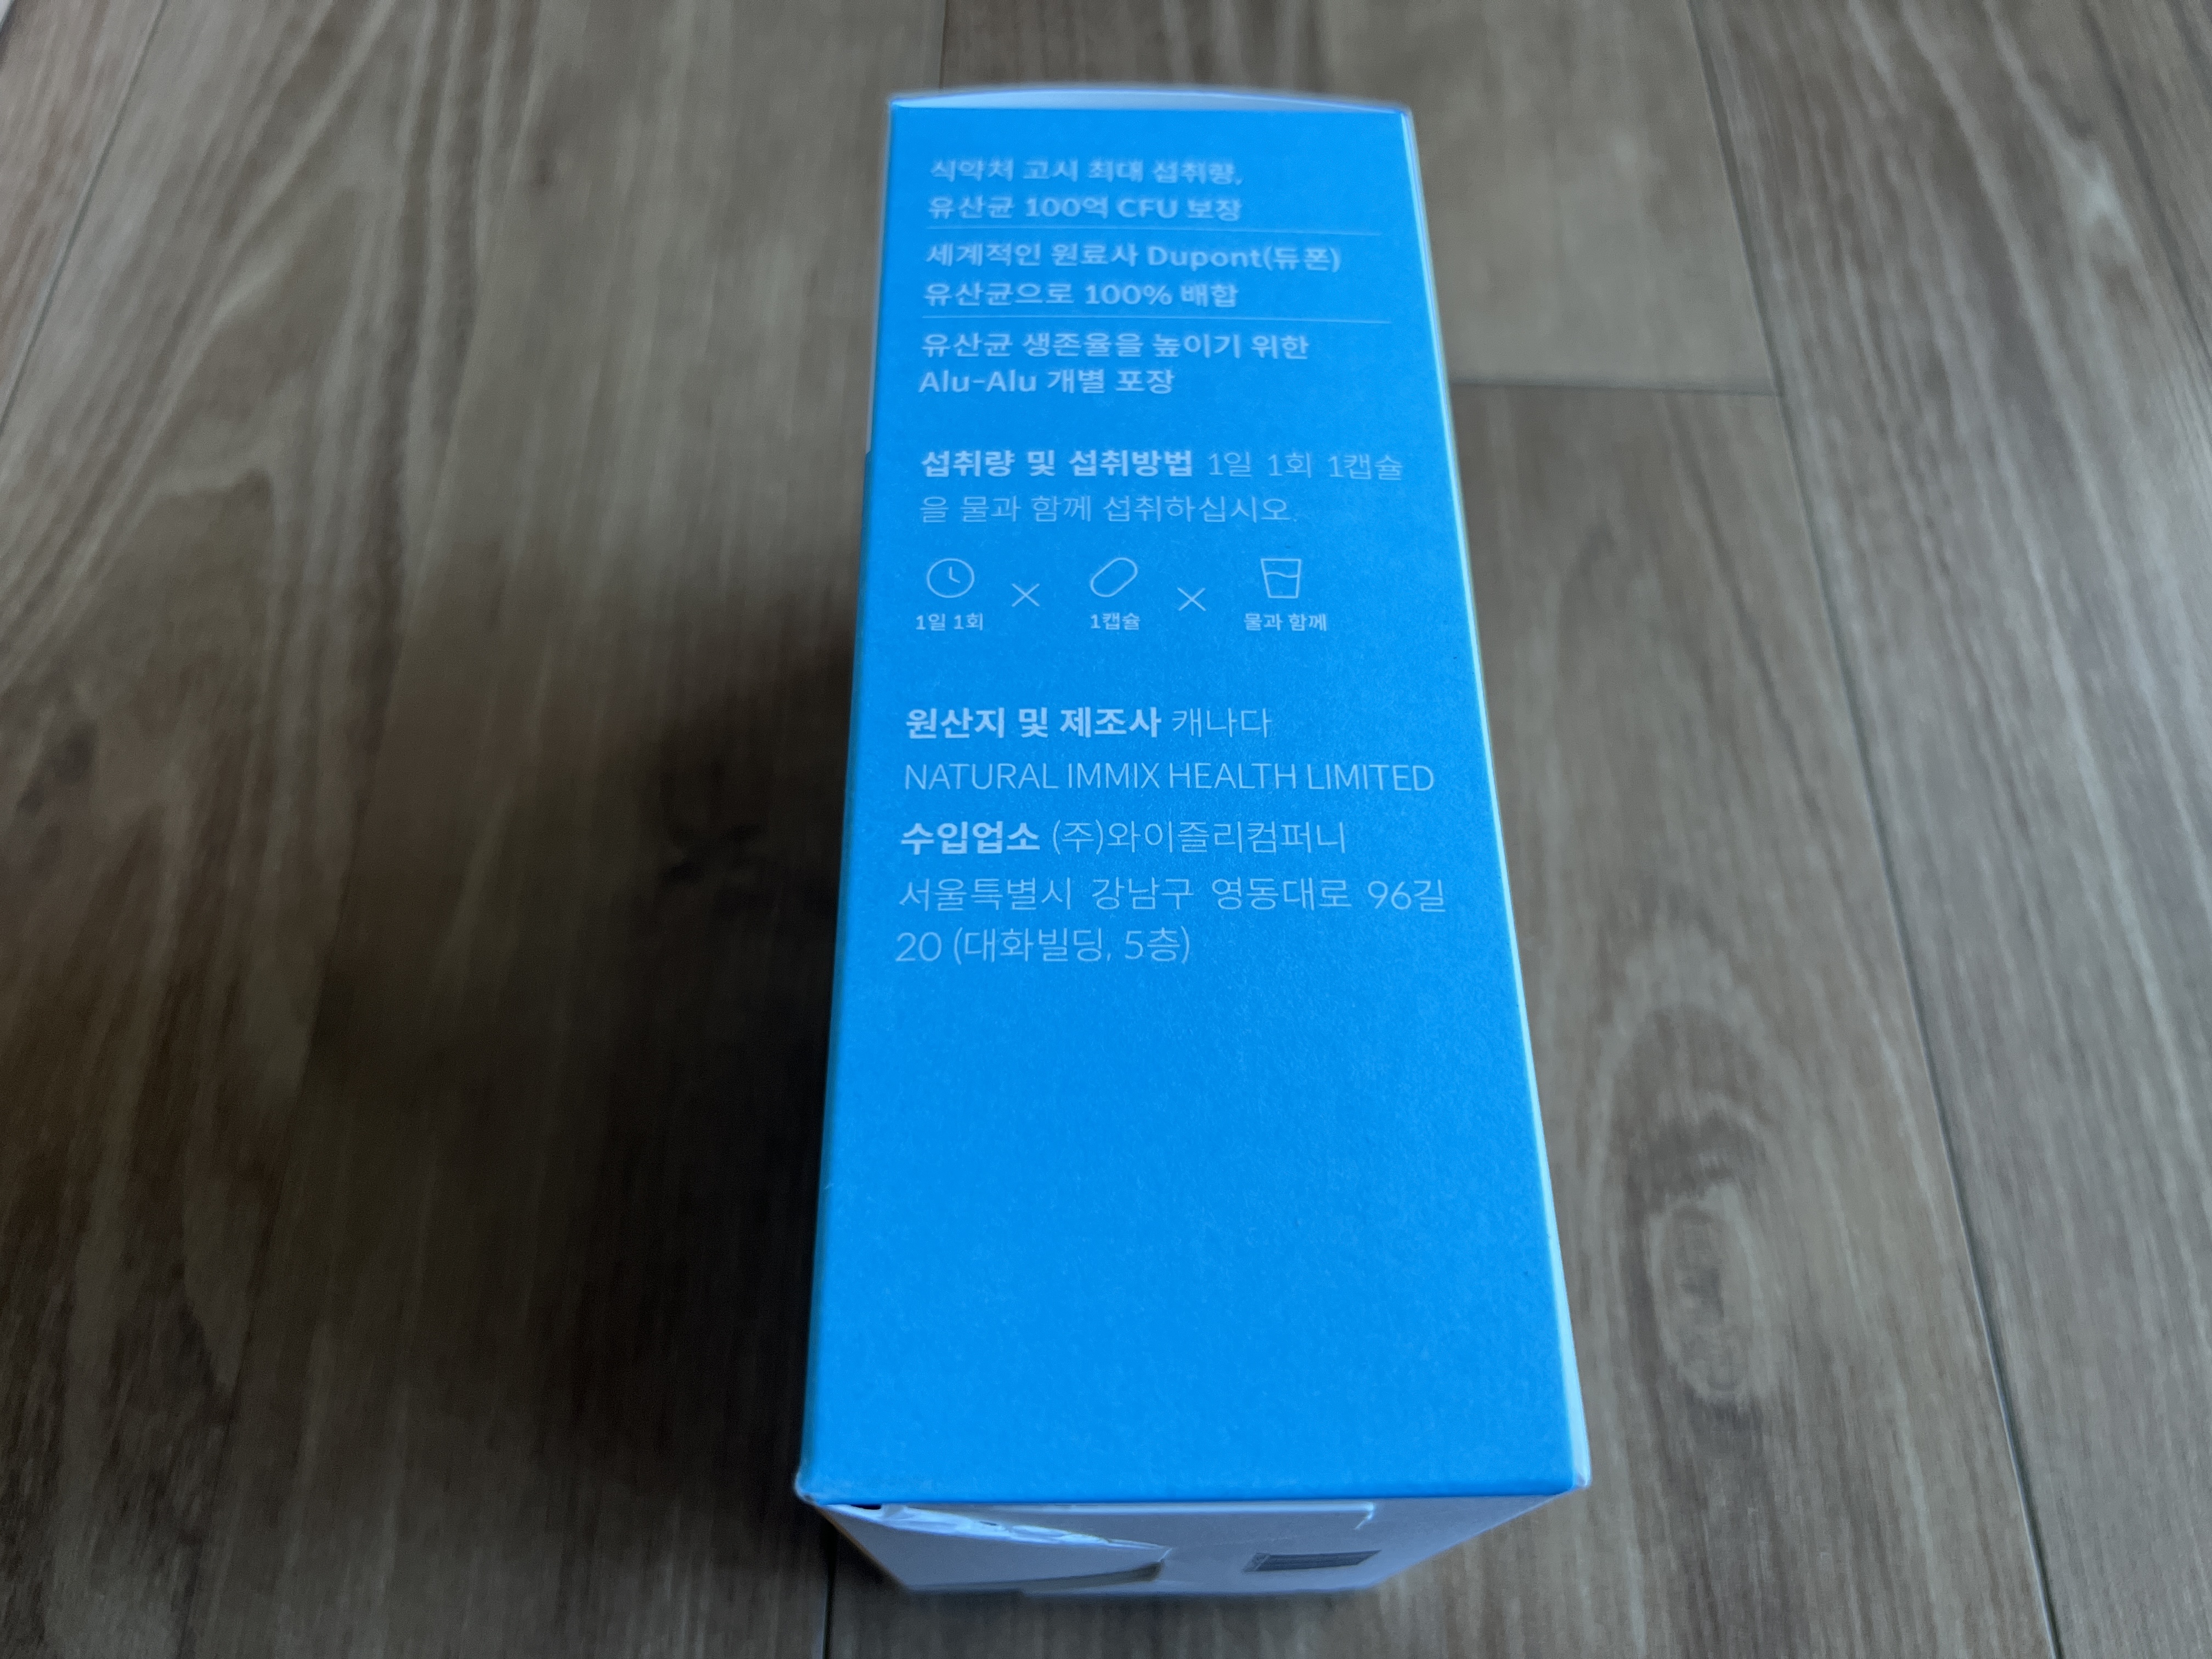 식약처 고시 최대 섭취량,
유산균 100억 CFU 보장
세계적인 원료사 Dupont(듀폰)
유산균으로 100% 배합
유산균 생존율을 높이기 위한
Alu-Alu 개별 포장
섭취량 및 섭취방법 1일 1회 1캡슐
을 물과 함께 섭취하십시오.
1일 1회
1캡슐
물과 함께
원산지 및 제조사 캐나다
NATURAL IMMIX HEALTH LIMITED
수입업소 (주)와이즐리컴퍼니
서울특별시 강남구 영동대로 96길
20 (대화빌딩, 5층)